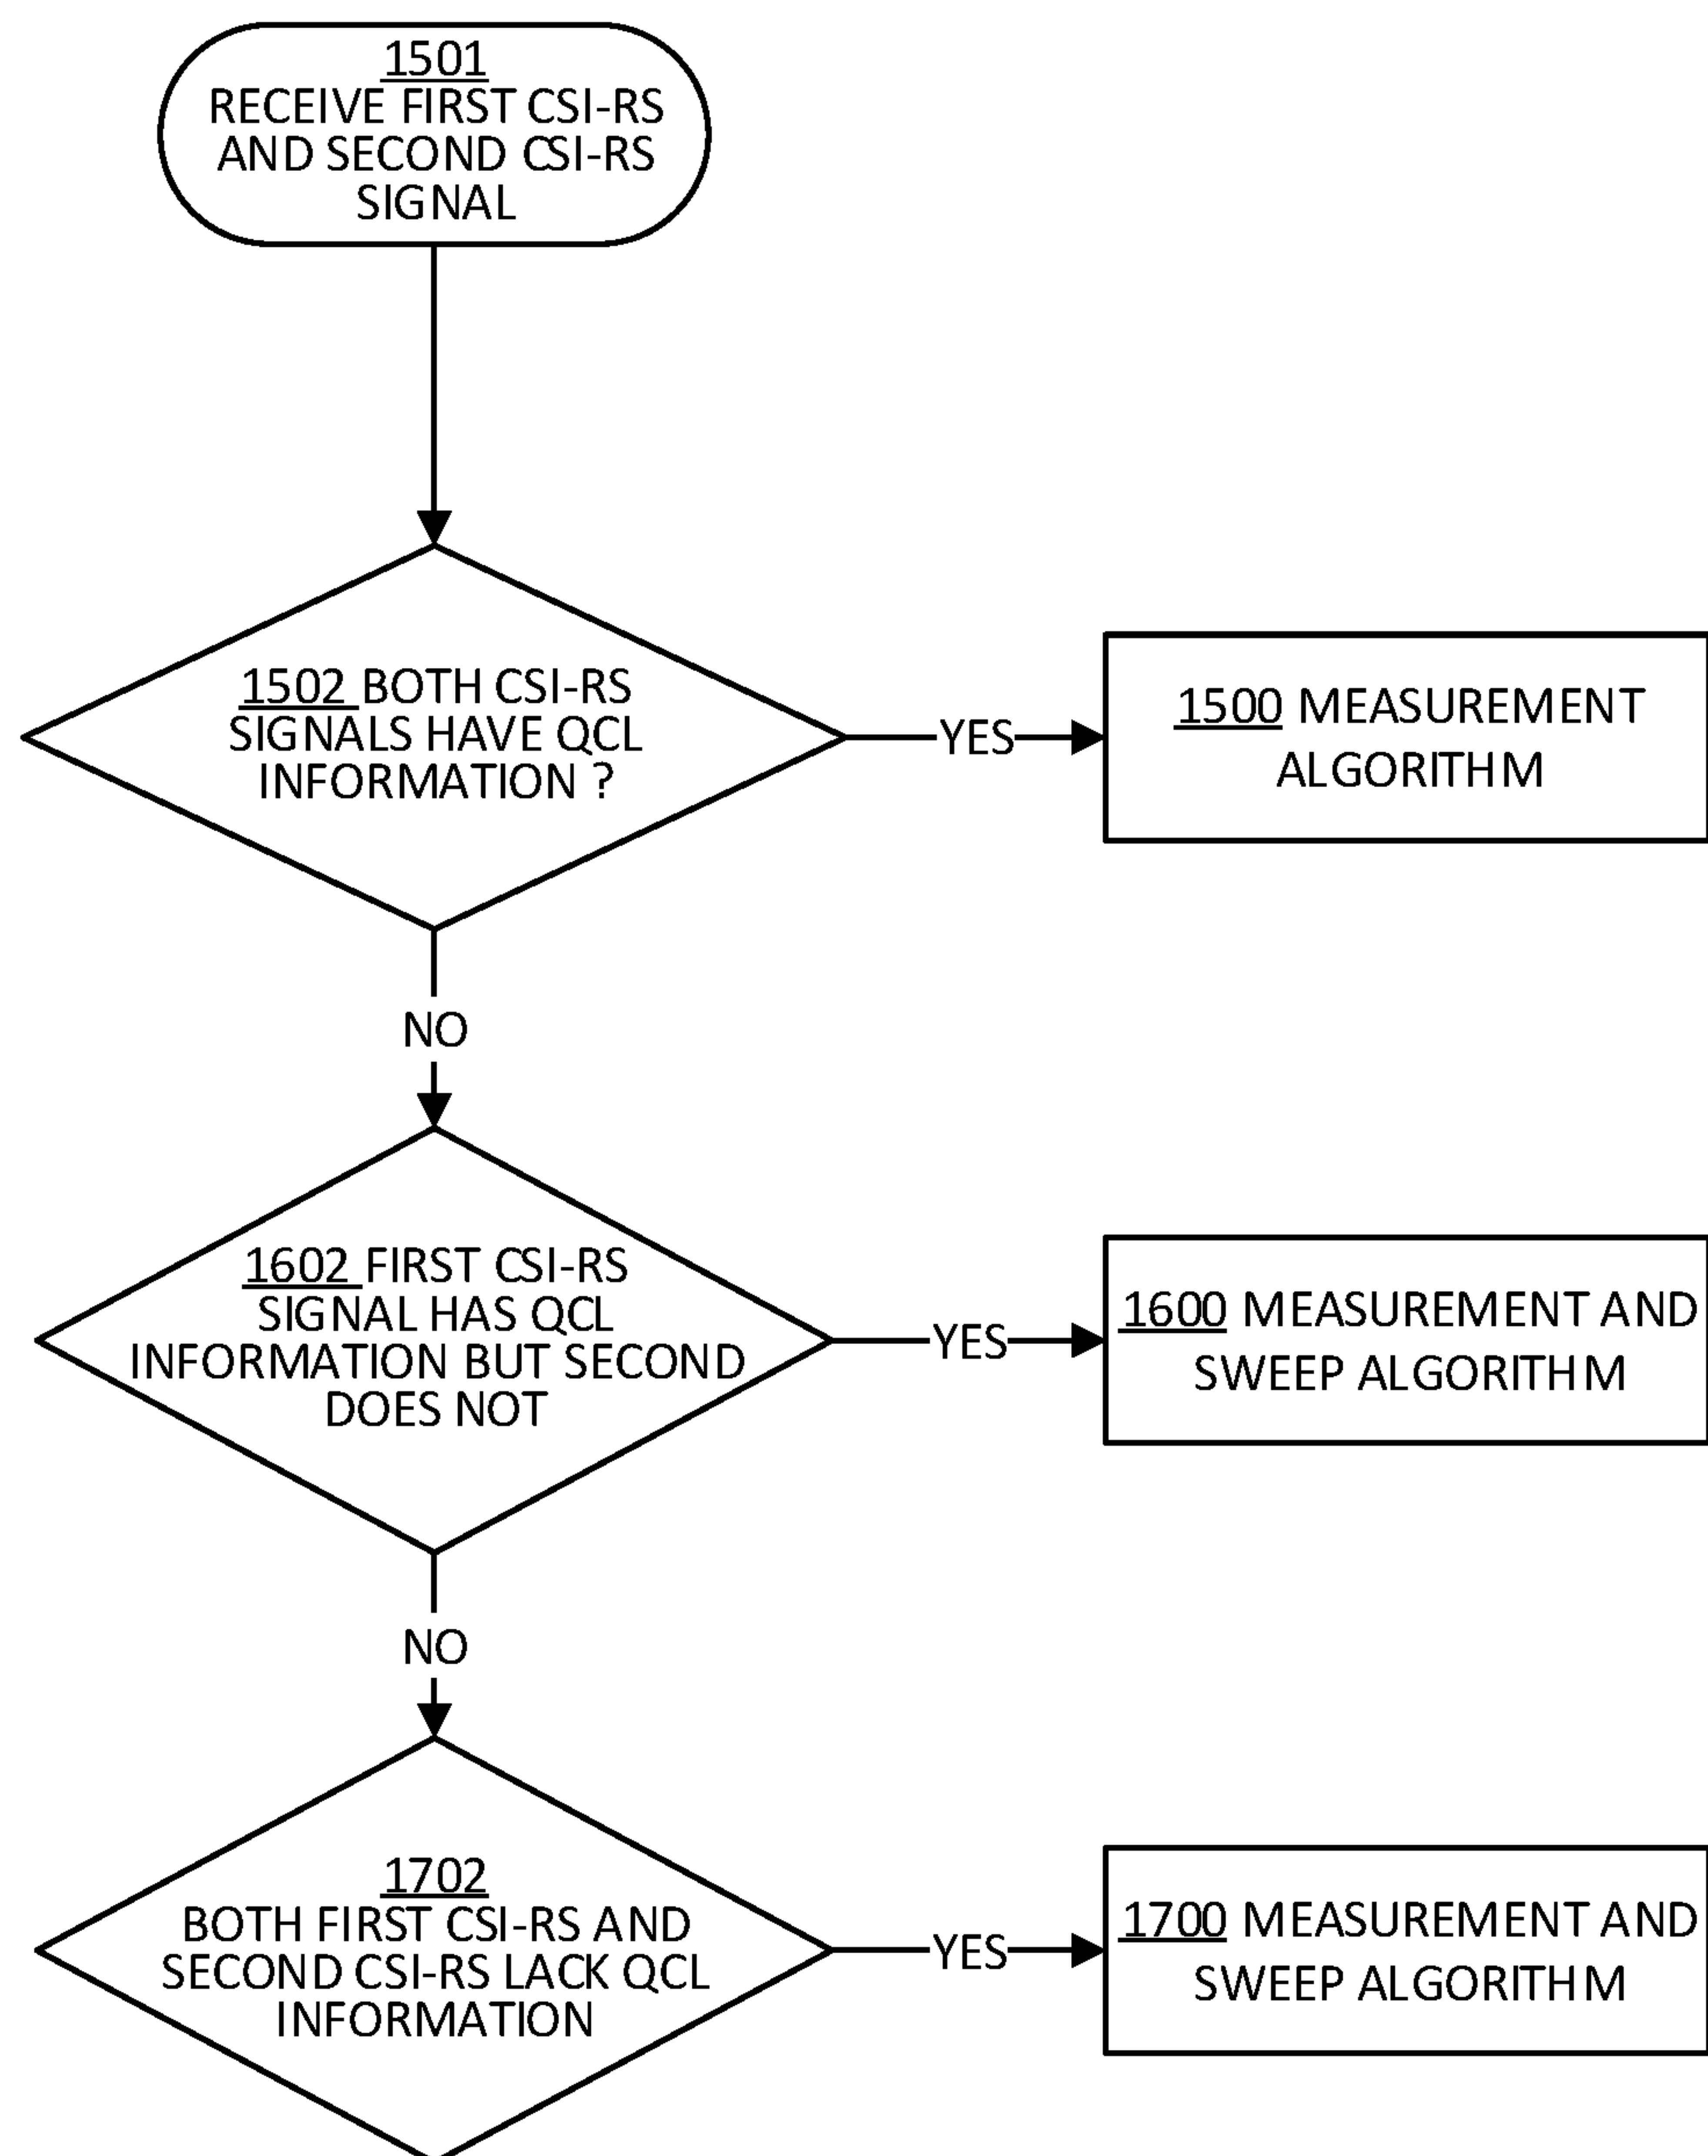 1501
RECEIVE FIRST CSI-RS
AND SECOND CSI-RS
SIGNAL
1502 BOTH CSI-RS
SIGNALS HAVE QCL
INFORMATION ?
YES
1500 MEASUREMENT
ALGORITHM
NO
1602 FIRST CSI-RS
SIGNAL HAS QCL
INFORMATION BUT SECOND
DOES NOT
YES
1600 MEASUREMENT AND
SWEEP ALGORITHM
NO
1702
BOTH FIRST CSI-RS AND
SECOND CSI-RS LACK QCL
INFORMATION
YES
1700 MEASUREMENT AND
SWEEP ALGORITHM